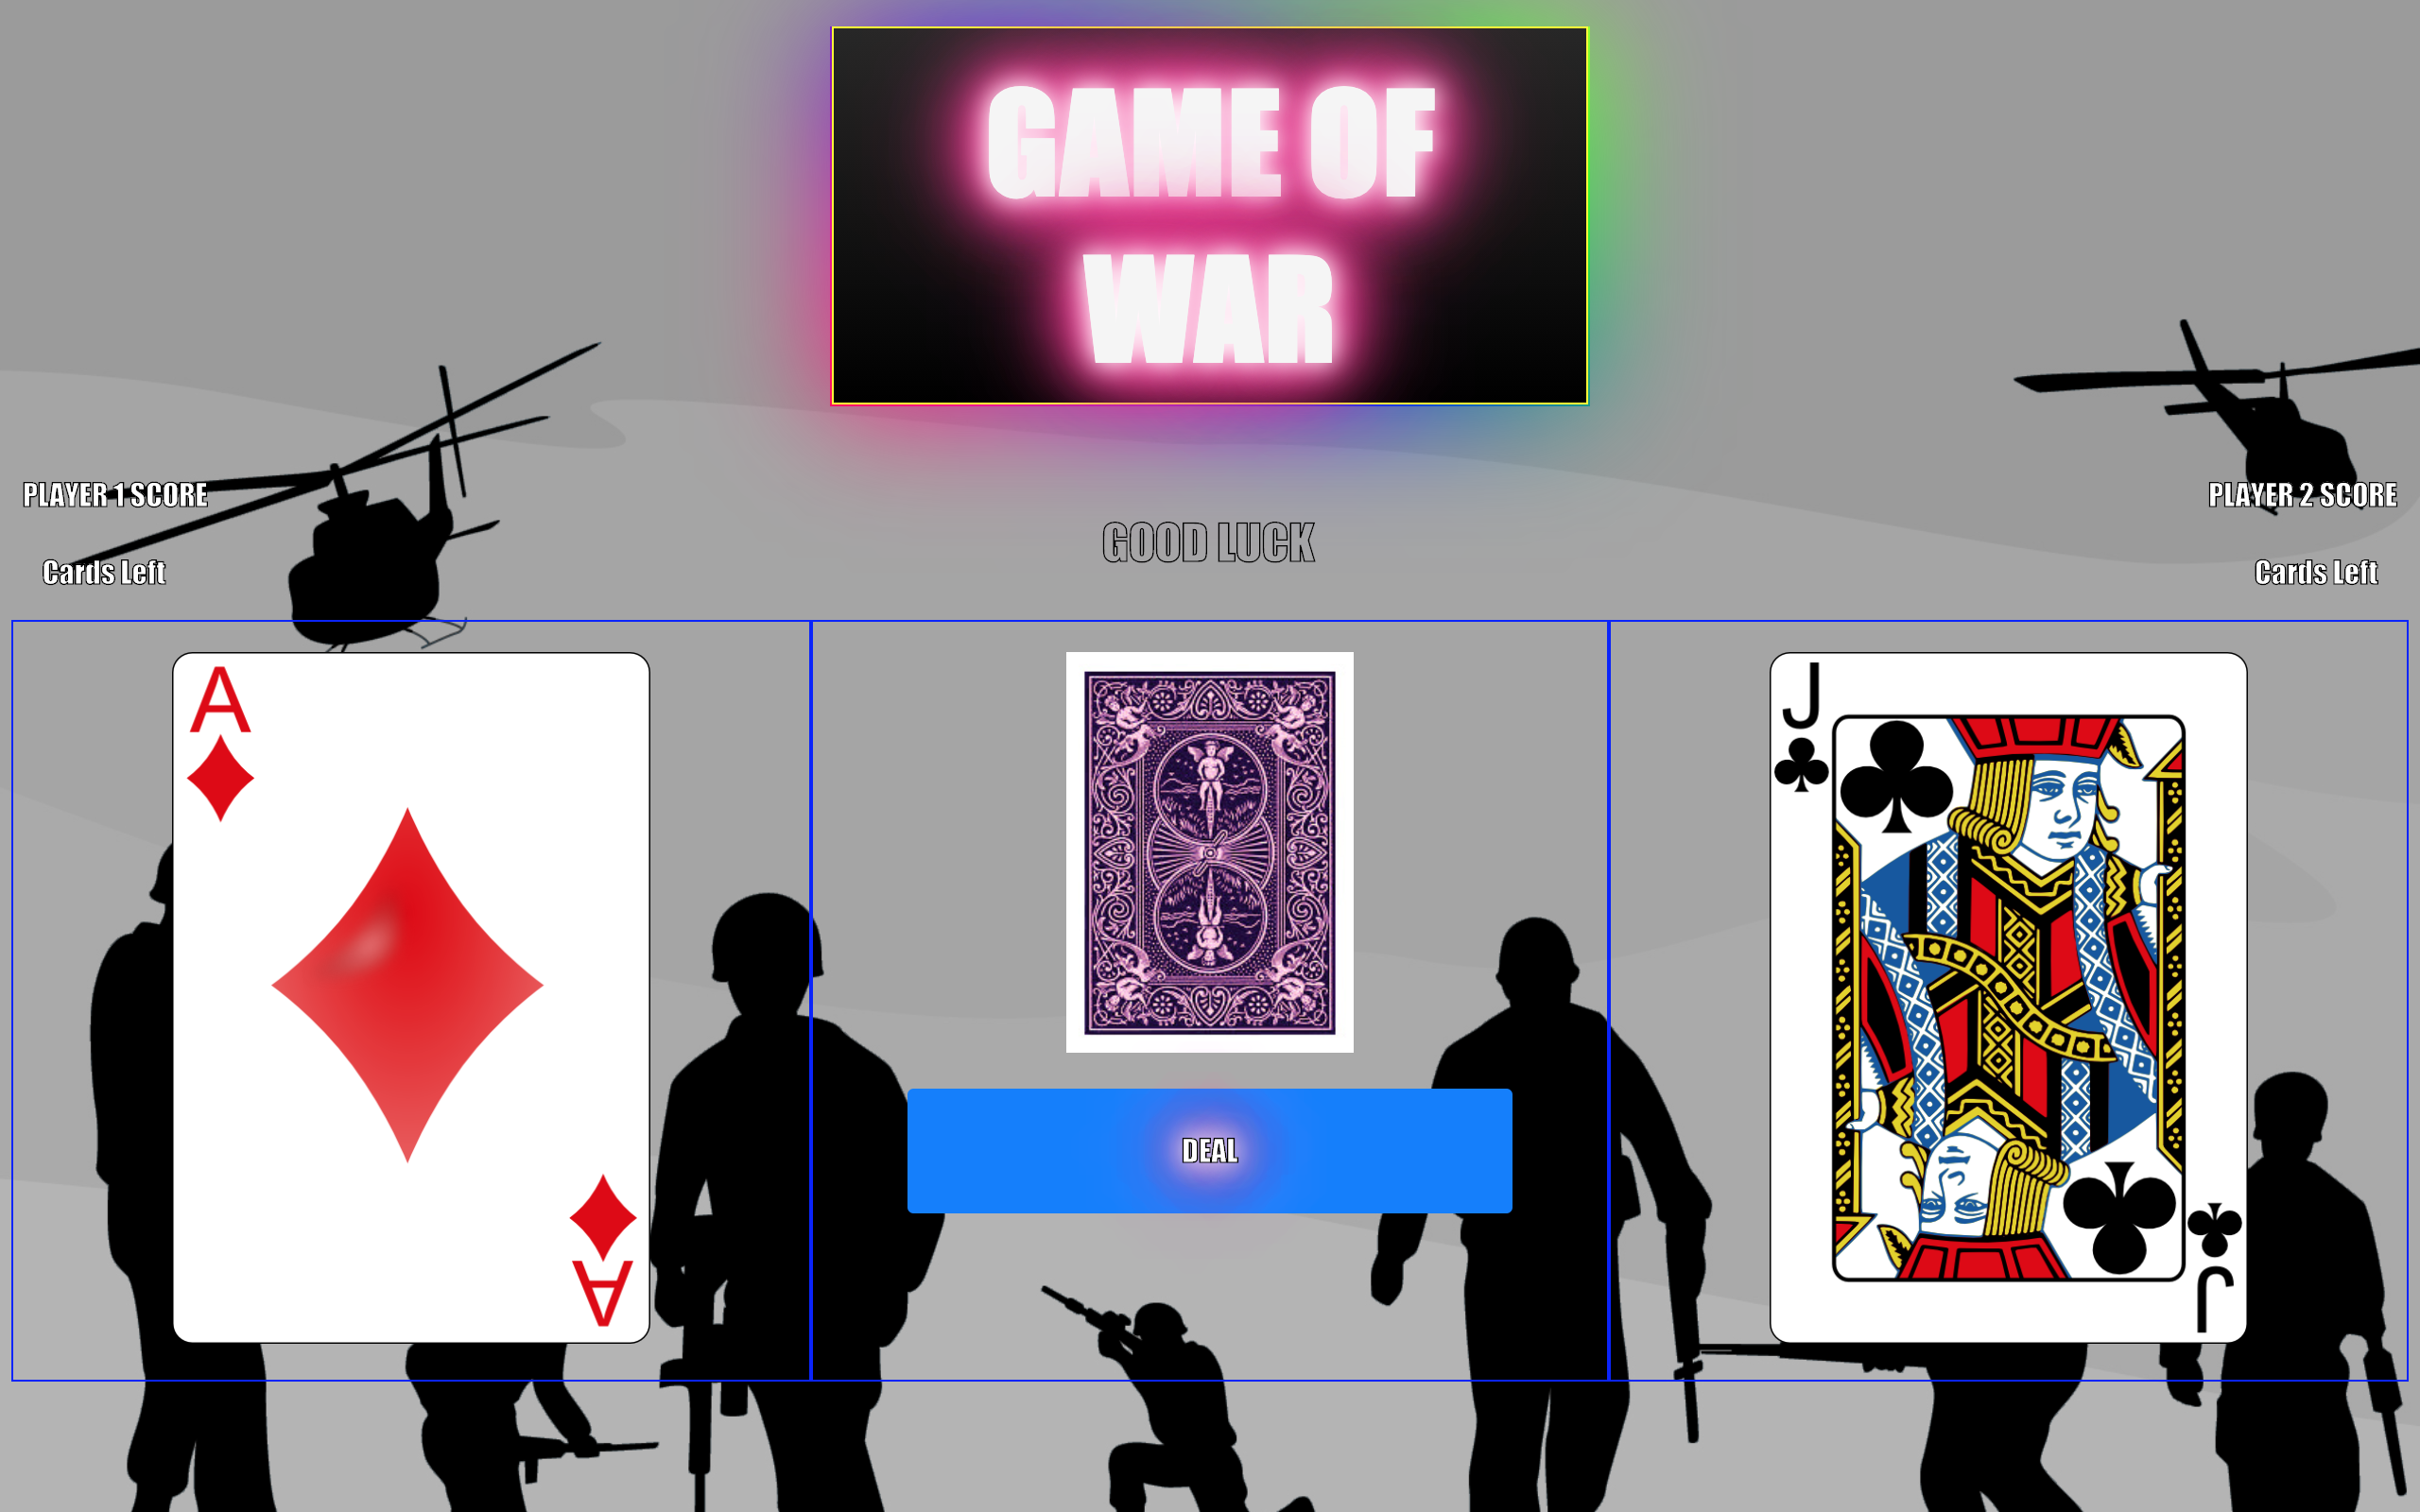 GAME OF
WAR
PLAYER 1 SCORE
PLAYER 2 SCORE
GOOD LUCK
Cards Left
Cards Left
A
J
DEAL
A
J